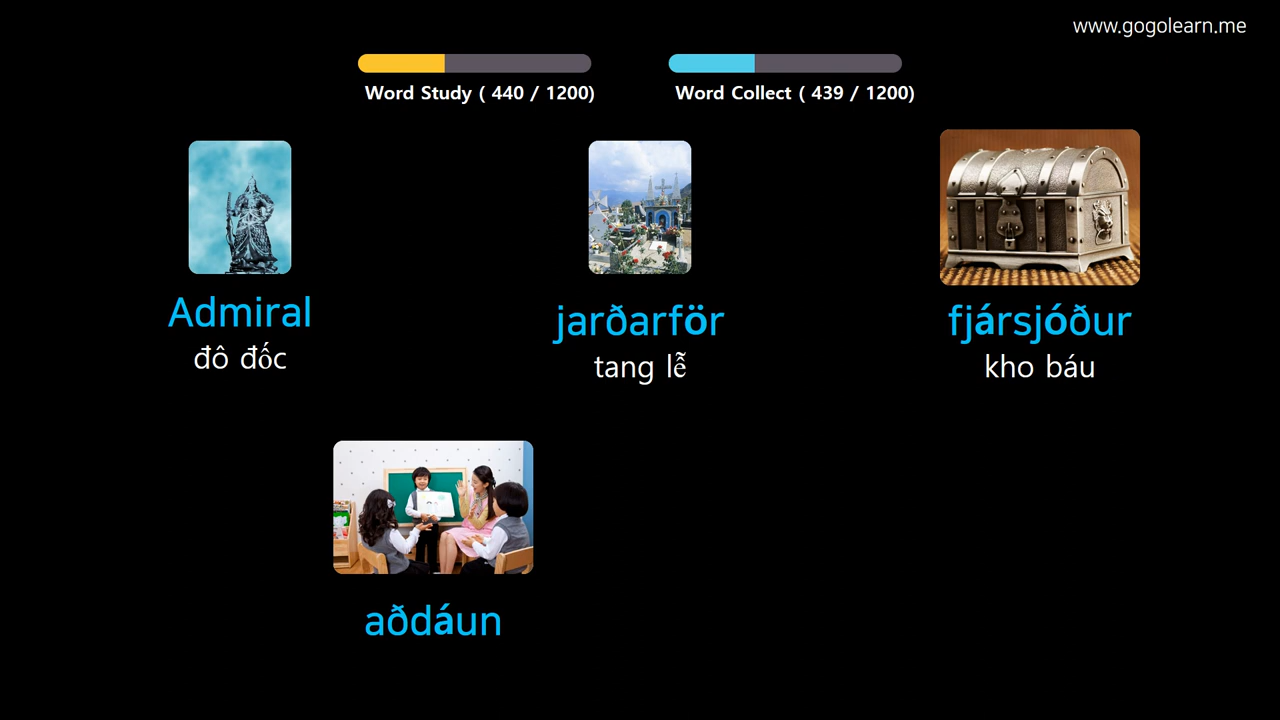 www.gogolearn.me
Word Study ( 440 / 1200)
Word Collect ( 439 / 1200)
Admiral
đô đốc
jarðarför
tang lễ
fjársjóður
kho báu
aðdáun